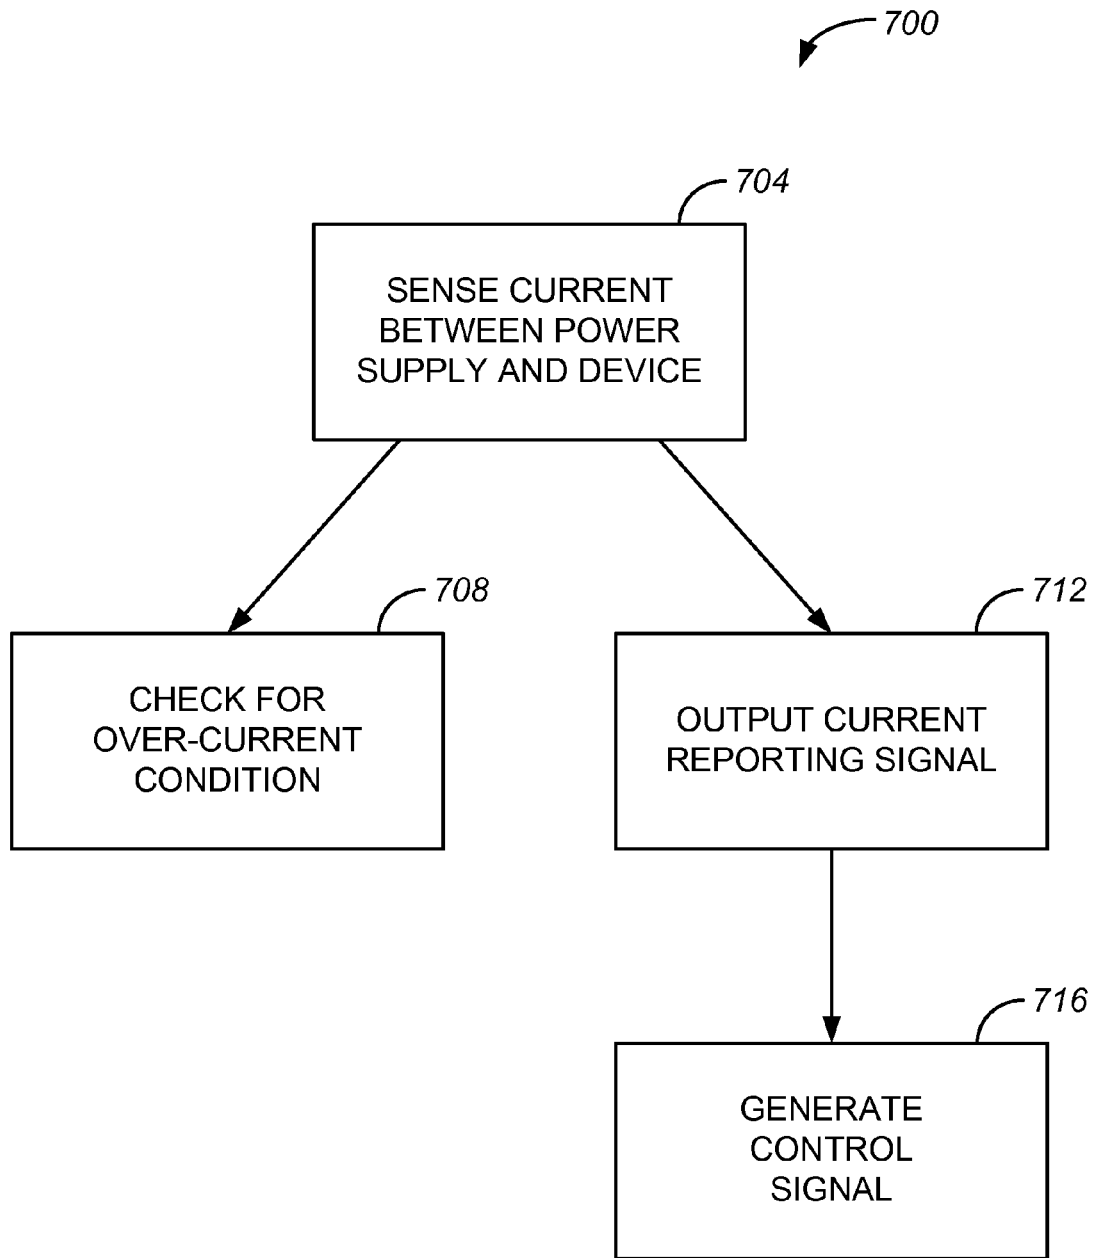 700
704
SENSE CURRENT
BETWEEN POWER
SUPPLY AND DEVICE
708
CHECK FOR
OVER-CURRENT
CONDITION
712
OUTPUT CURRENT
REPORTING SIGNAL
716
GENERATE
CONTROL
SIGNAL